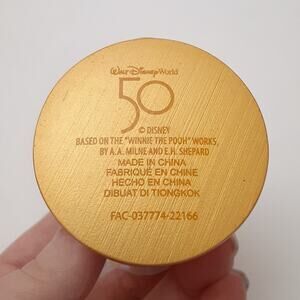 Walt Disney World
50
© DISNEY
BASED ON THE "WINNIE THE POOH" WORKS,
BY A.A. MILNE AND E.H. SHEPARD
MADE IN CHINA
FABRIQUÉ EN CHINE
HECHO EN CHINA
DIBUAT DI TIONGKOK
FAC-037774-22166